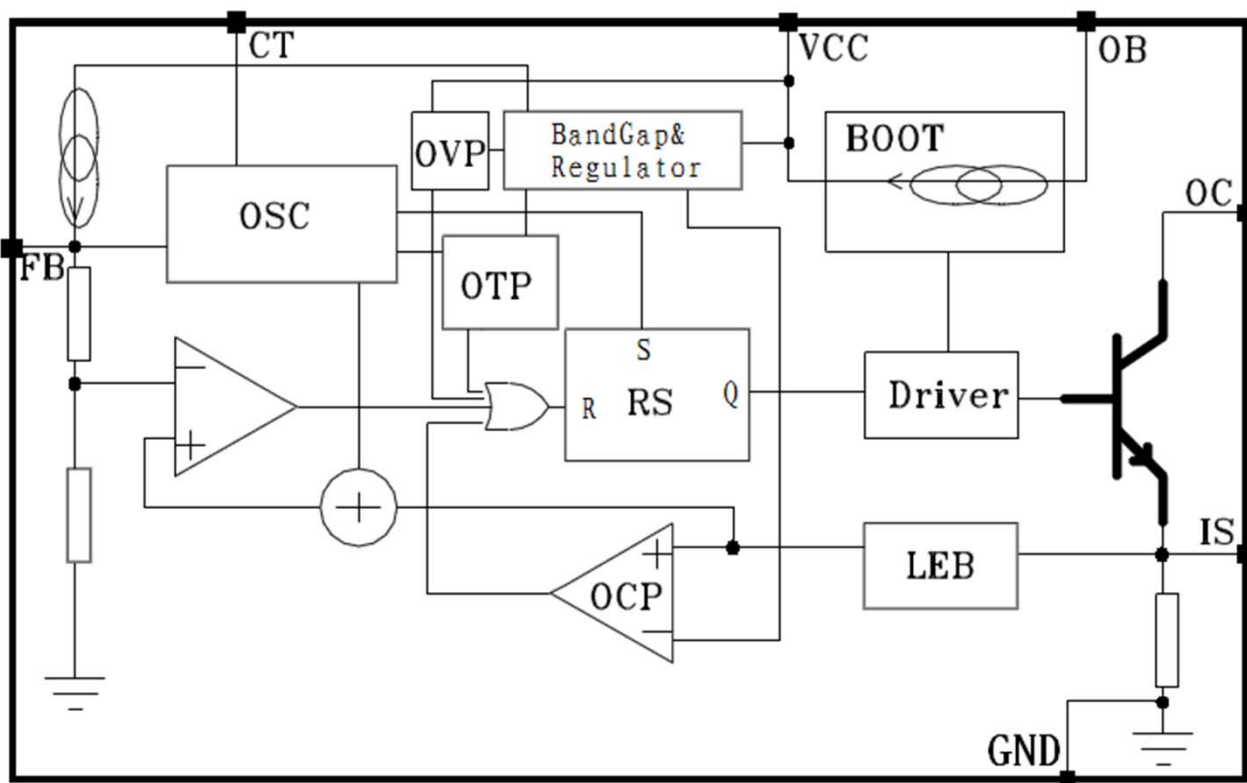 CT
VCC
OB
BandGap&
Regulator
BOOT
OVP
OC
OSC
FB
OTP
S
R
RS
Q
Driver
+
+
IS
OCP
+
LEB
GND